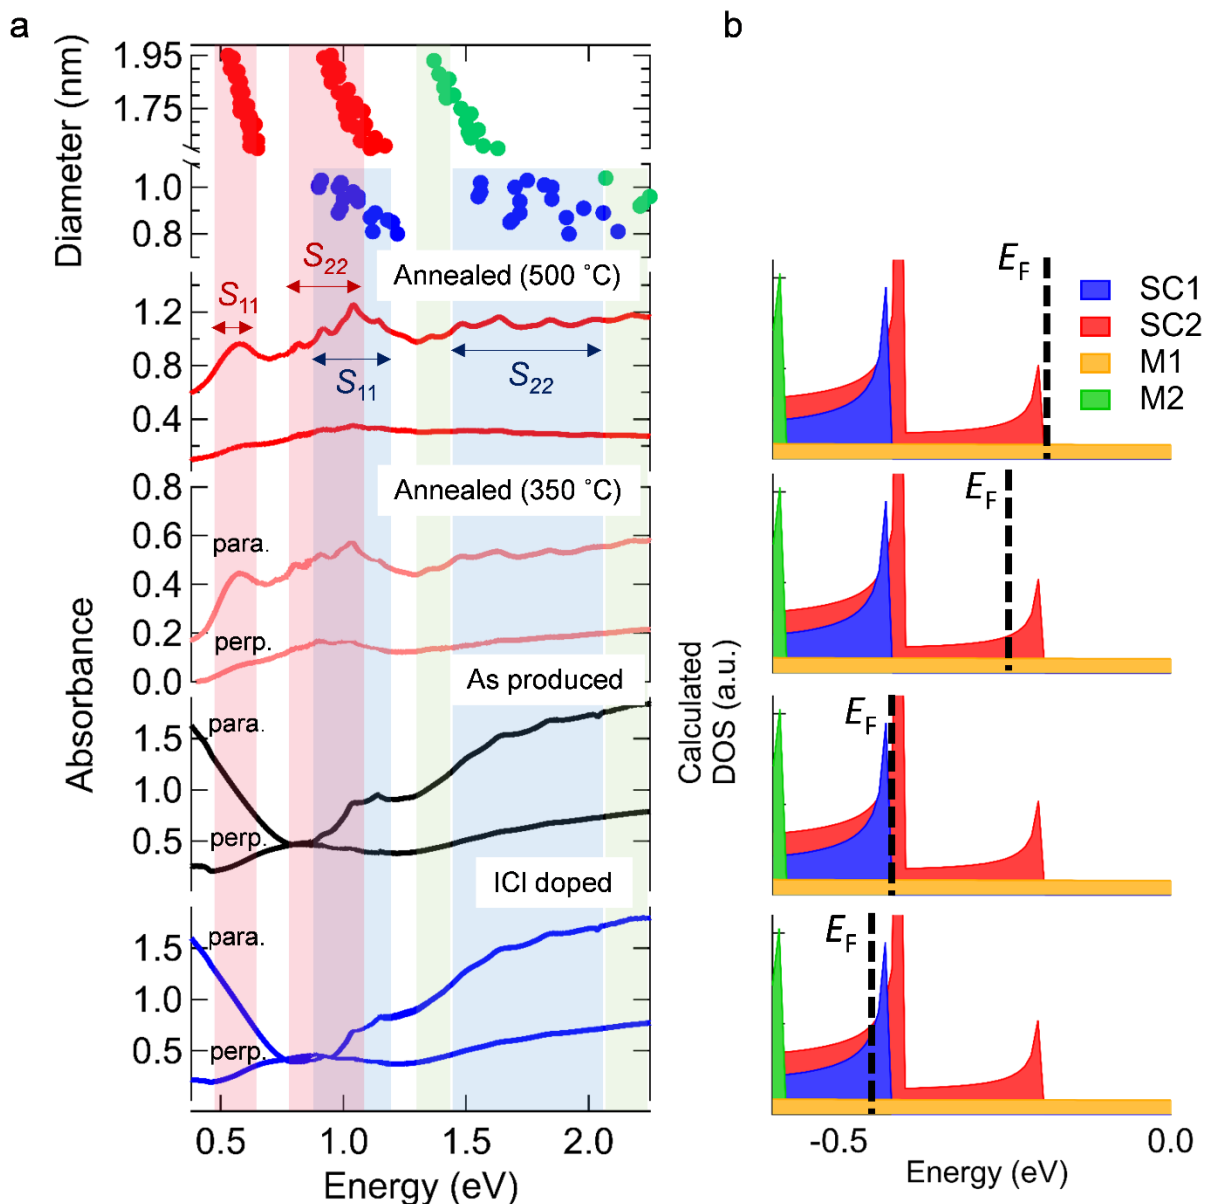 a
b
Diameter (nm)
1.95
1.75
1.0
0.8
S22
S11
Annealed (500 ˚C)
1.2
0.8
0.4
S11
S22
Annealed (350 ˚C)
0.8
0.6
0.4
0.2
0.0
para.
perp.
Absorbance
As produced
1.5
1.0
0.5
para.
perp.
ICl doped
1.5
1.0
0.5
para.
perp.
0.5
1.0
1.5
2.0
Energy (eV)
EF
SC1
SC2
M1
M2
EF
EF
EF
Calculated
DOS (a.u.)
-0.5
0.0
Energy (eV)